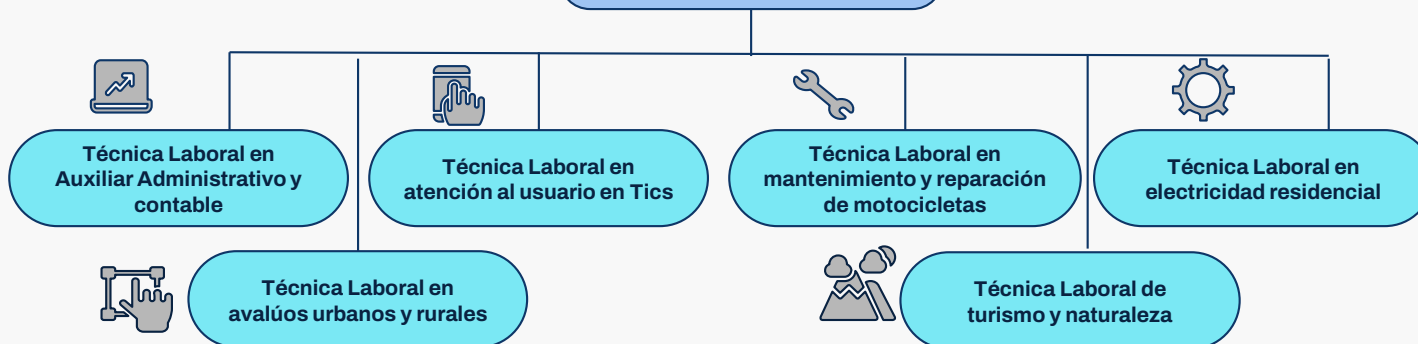 Técnica Laboral en
Auxiliar Administrativo y
contable
Técnica Laboral en
atención al usuario en Tics
Técnica Laboral en
mantenimiento y reparación
de motocicletas
Técnica Laboral en
electricidad residencial
Técnica Laboral en
avalúos urbanos y rurales
Técnica Laboral de
turismo y naturaleza